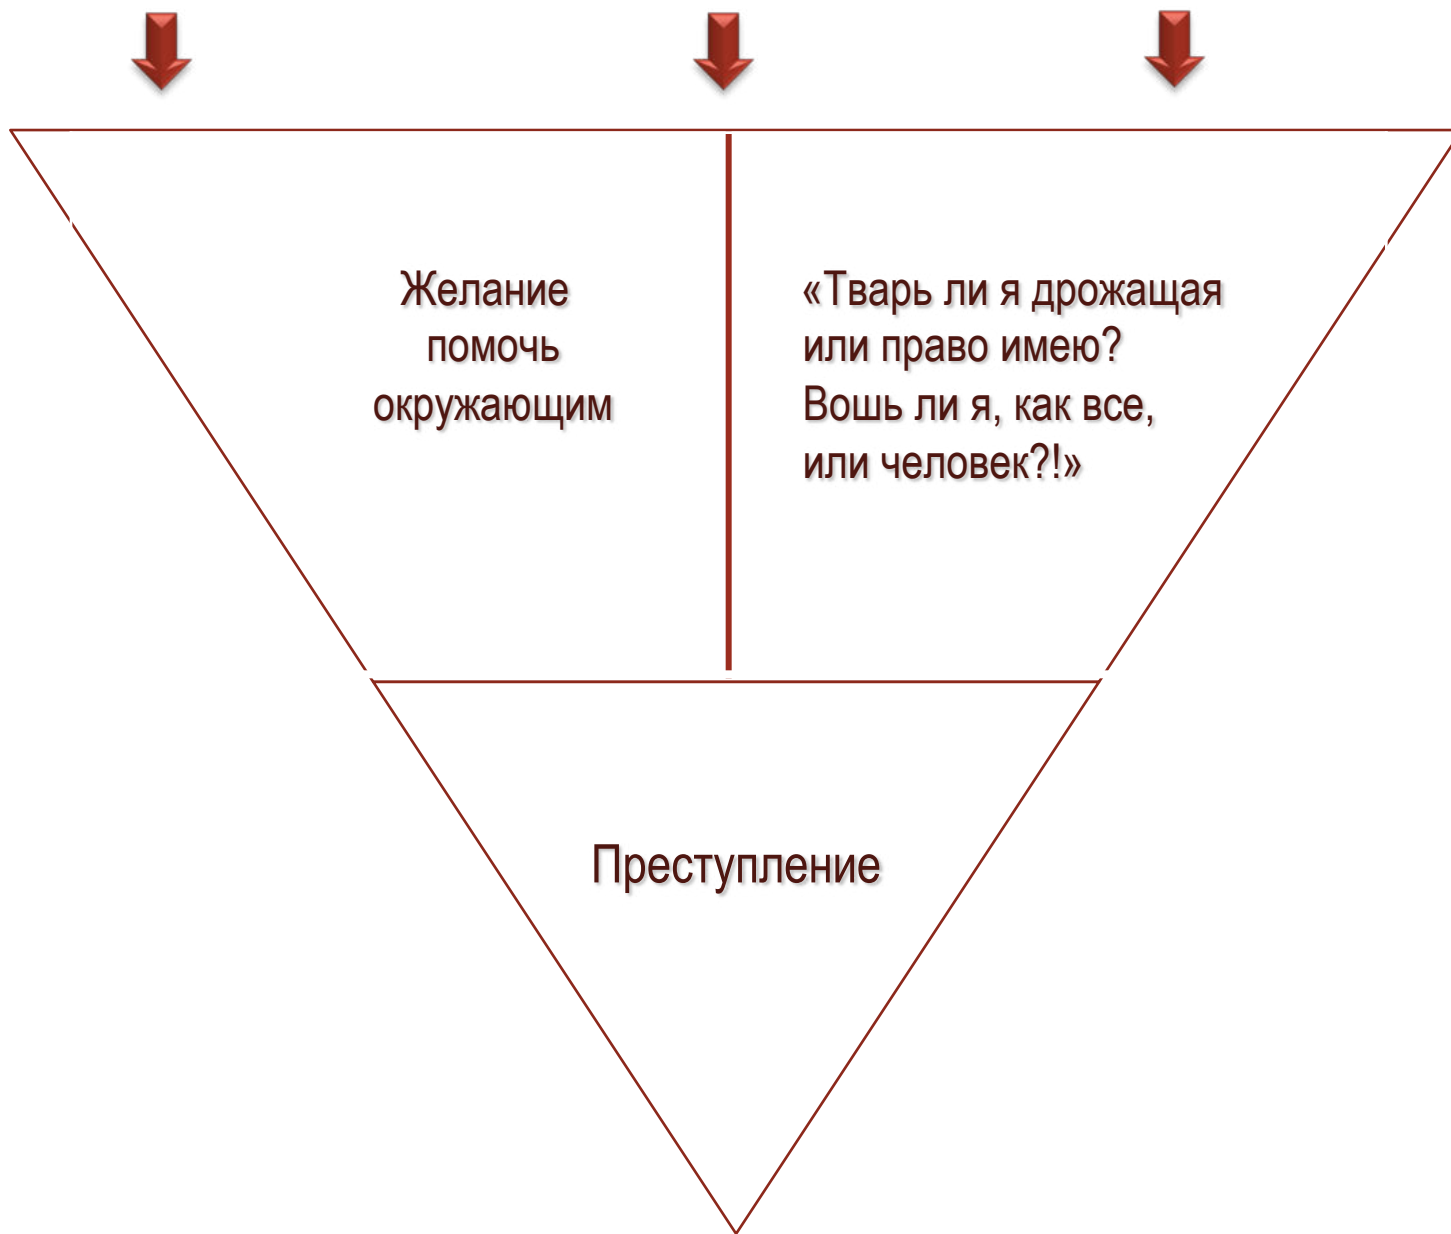 Желание
помочь
окружающим
«Тварь ли я дрожащая
или право имею?
Вошь ли я, как все,
или человек?!»
Преступление